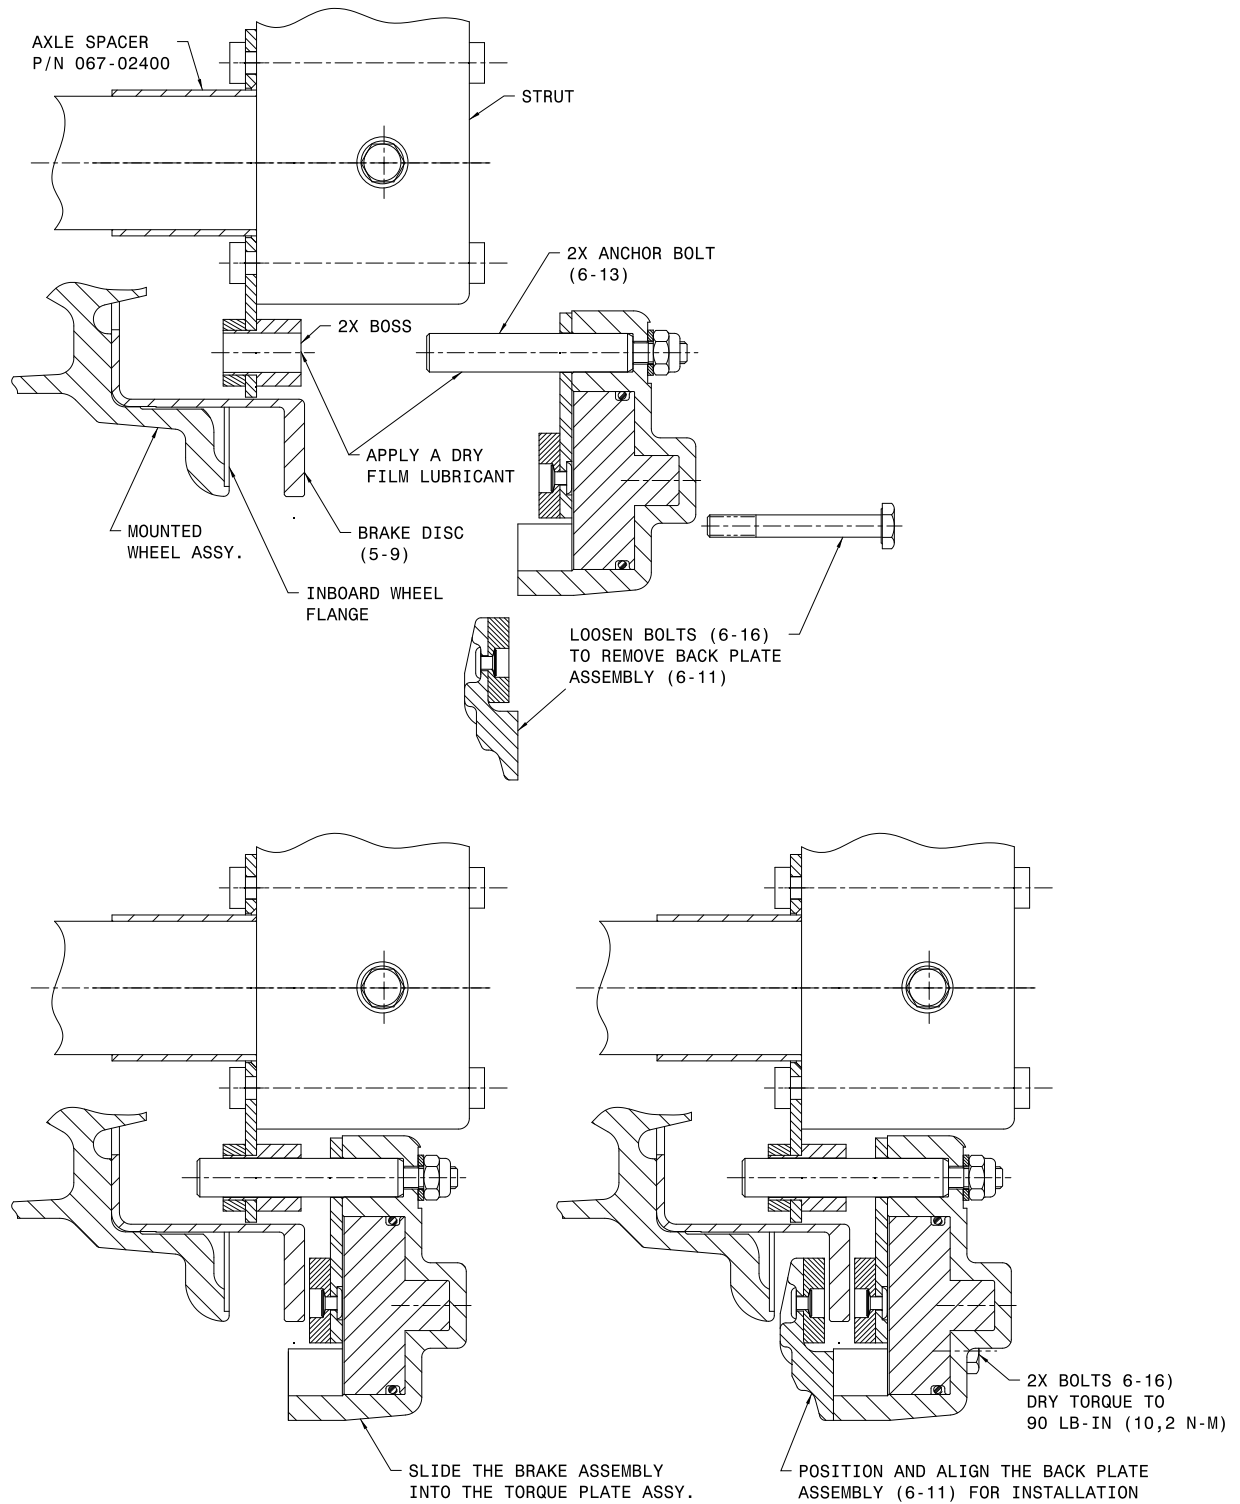 AXLE SPACER
P/N 067-02400
STRUT
2X ANCHOR BOLT
(6-13)
2X BOSS
APPLY A DRY
FILM LUBRICANT
MOUNTED
WHEEL ASSY.
BRAKE DISC
(5-9)
INBOARD WHEEL
FLANGE
LOOSEN BOLTS (6-16)
TO REMOVE BACK PLATE
ASSEMBLY (6-11)
2X BOLTS 6-16)
DRY TORQUE TO
90 LB-IN (10,2 N-M)
SLIDE THE BRAKE ASSEMBLY
INTO THE TORQUE PLATE ASSY.
POSITION AND ALIGN THE BACK PLATE
ASSEMBLY (6-11) FOR INSTALLATION